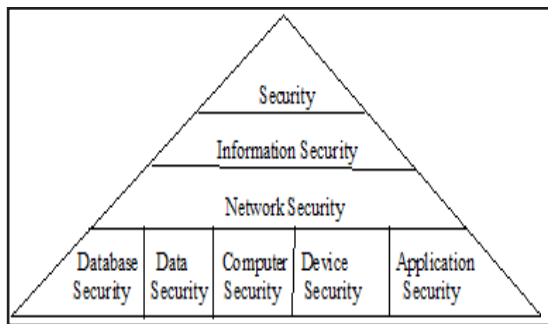 Security
Information Security
Network Security
Database Security
Data Security
Computer Security
Device Security
Application Security